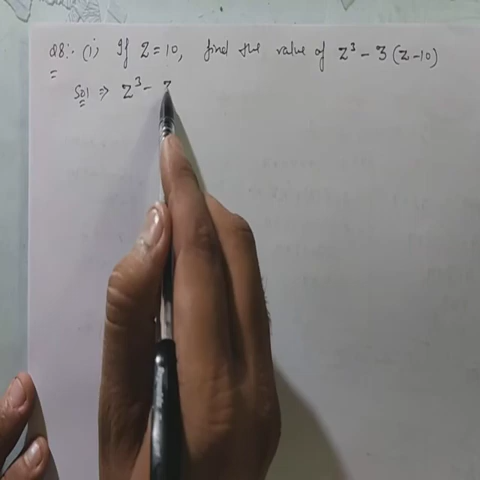 Q8:- (i) If Z = 10, find the value of Z³ - 3 (Z - 10)
Sol ⇒ Z³ - 3